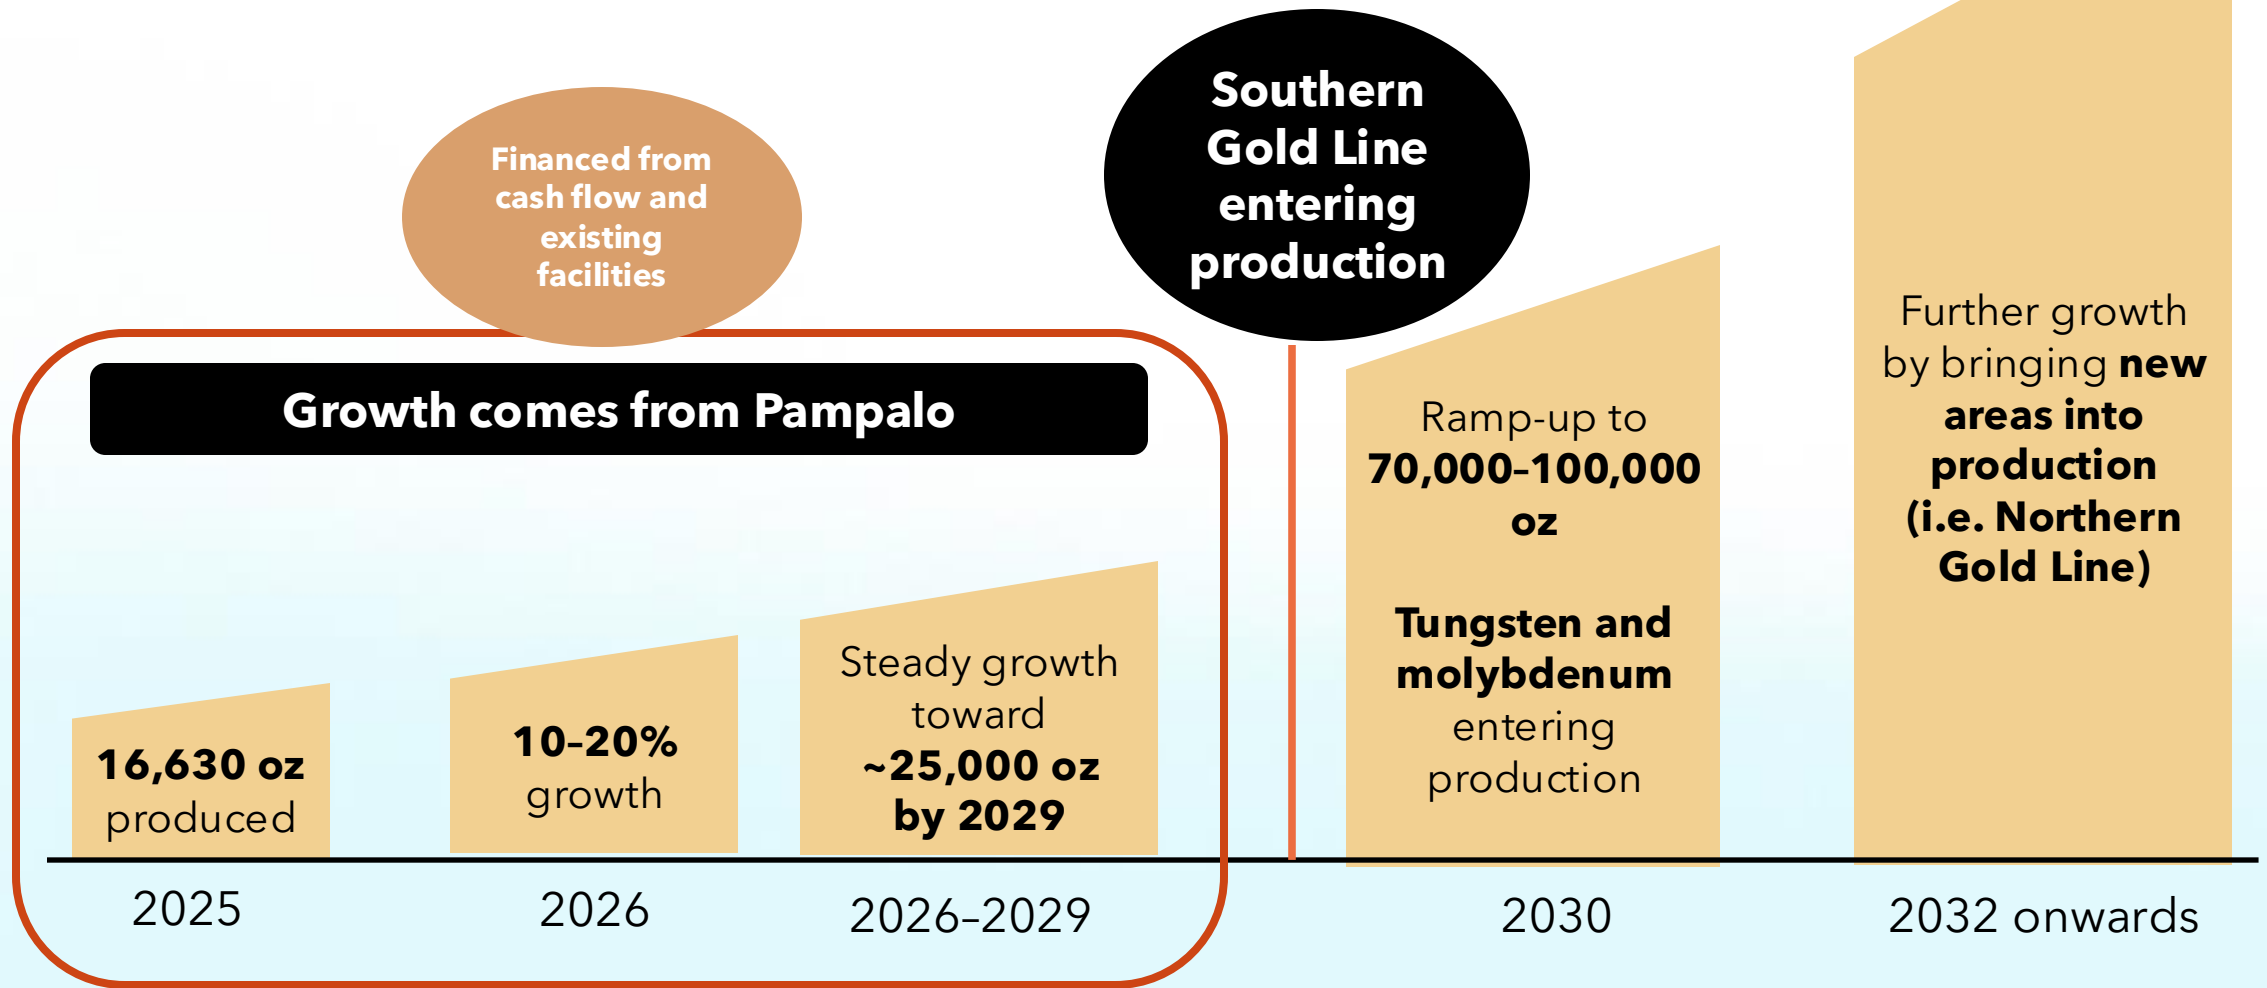 Financed from
cash flow and
existing
facilities
Southern
Gold Line
entering
production
Growth comes from Pampalo
16,630 oz
produced
10–20%
growth
Steady growth
toward
~25,000 oz
by 2029
Ramp-up to
70,000–100,000
oz
Tungsten and
molybdenum
entering
production
Further growth
by bringing new
areas into
production
(i.e. Northern
Gold Line)
2025
2026
2026–2029
2030
2032 onwards